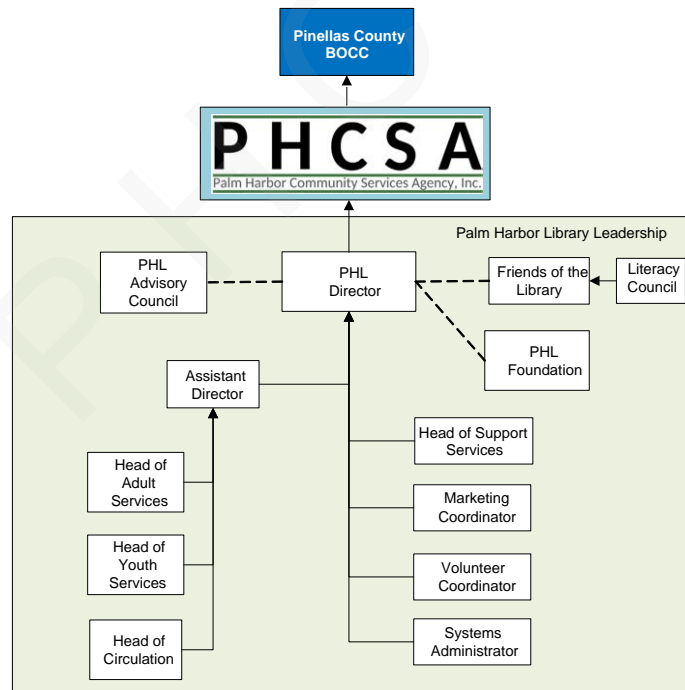 Pinellas County
BOCC
PHCSA
Palm Harbor Community Services Agency, Inc.
Palm Harbor Library Leadership
PHL
Advisory
Council
PHL
Director
Friends of the
Library
Literacy
Council
PHL
Foundation
Assistant
Director
Head of Support
Services
Head of
Adult
Services
Marketing
Coordinator
Head of
Youth
Services
Volunteer
Coordinator
Head of
Circulation
Systems
Administrator